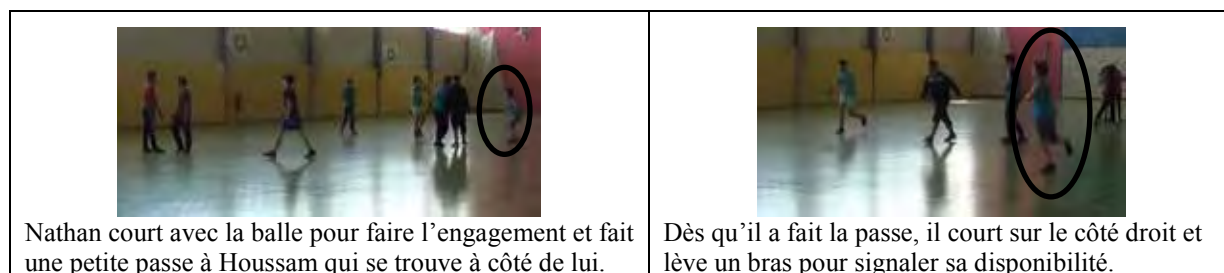 Nathan court avec la balle pour faire l’engagement et fait
une petite passe à Houssam qui se trouve à côté de lui.
Dès qu’il a fait la passe, il court sur le côté droit et
lève un bras pour signaler sa disponibilité.